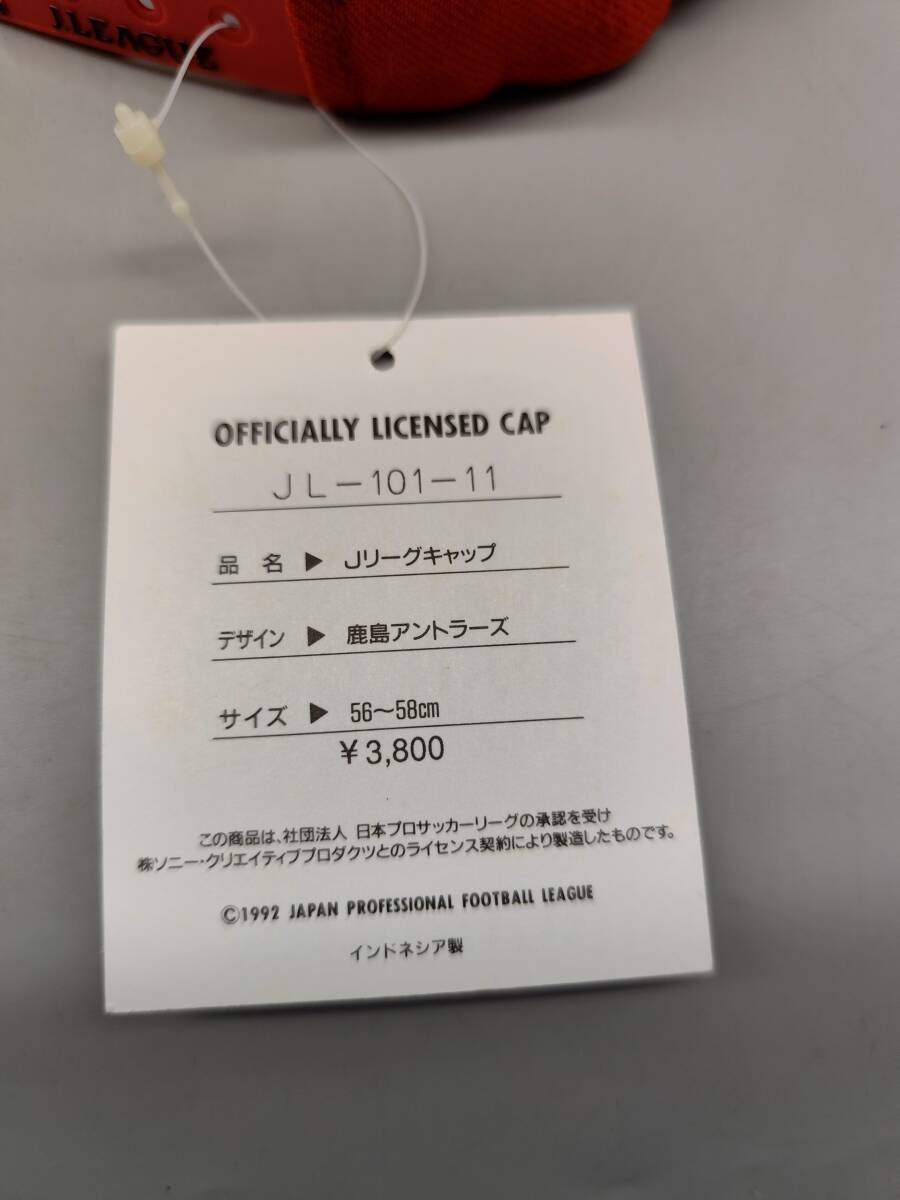 J.LEAGUE
OFFICIALLY LICENSED CAP
JL-101-11
品 名 ▶ Jリーグキャップ
デザイン ▶ 鹿島アントラーズ
サイズ ▶ 56〜58cm
¥3,800
この商品は、社団法人 日本プロサッカーリーグの承認を受け
㈱ソニー・クリエイティブプロダクツとのライセンス契約により製造したものです。
©1992 JAPAN PROFESSIONAL FOOTBALL LEAGUE
インドネシア製